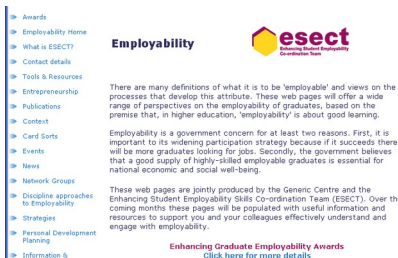 Awards
Employability Home
What is ESECT?
Contact details
Tools & Resources
Entrepreneurship
Publications
Context
Card Sorts
Events
News
Network Groups
Discipline approaches
to Employability
Strategies
Personal Development
Planning
Information &
Employability
esect
Enhancing Student Employability
Co-ordination Team
There are many definitions of what it is to be 'employable' and views on the
processes that develop this attribute. These web pages will offer a wide
range of perspectives on the employability of graduates, based on the
premise that, in higher education, 'employability' is about good learning.
Employability is a government concern for at least two reasons. First, it is
important to its widening participation strategy because if it succeeds there
will be more graduates looking for jobs. Secondly, the government believes
that a good supply of highly-skilled employable graduates is essential for
national economic and social well-being.
These web pages are jointly produced by the Generic Centre and the
Enhancing Student Employability Skills Co-ordination Team (ESECT). Over th
coming months these pages will be populated with useful information and
resources to support you and your colleagues effectively understand and
engage with employability.
Enhancing Graduate Employability Awards
Click here for more details